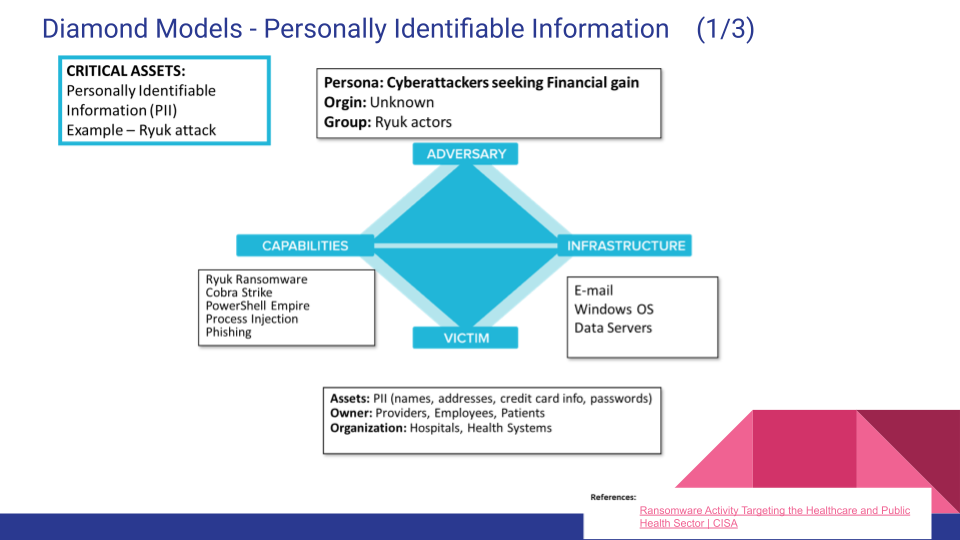 Diamond Models - Personally Identifiable Information (1/3)
CRITICAL ASSETS:
Personally Identifiable
Information (PII)
Example – Ryuk attack
Persona: Cyberattackers seeking Financial gain
Orgin: Unknown
Group: Ryuk actors
ADVERSARY
CAPABILITIES
INFRASTRUCTURE
Ryuk Ransomware
Cobra Strike
PowerShell Empire
Process Injection
Phishing
E-mail
Windows OS
Data Servers
VICTIM
Assets: PII (names, addresses, credit card info, passwords)
Owner: Providers, Employees, Patients
Organization: Hospitals, Health Systems
References:
Ransomware Activity Targeting the Healthcare and Public
Health Sector | CISA